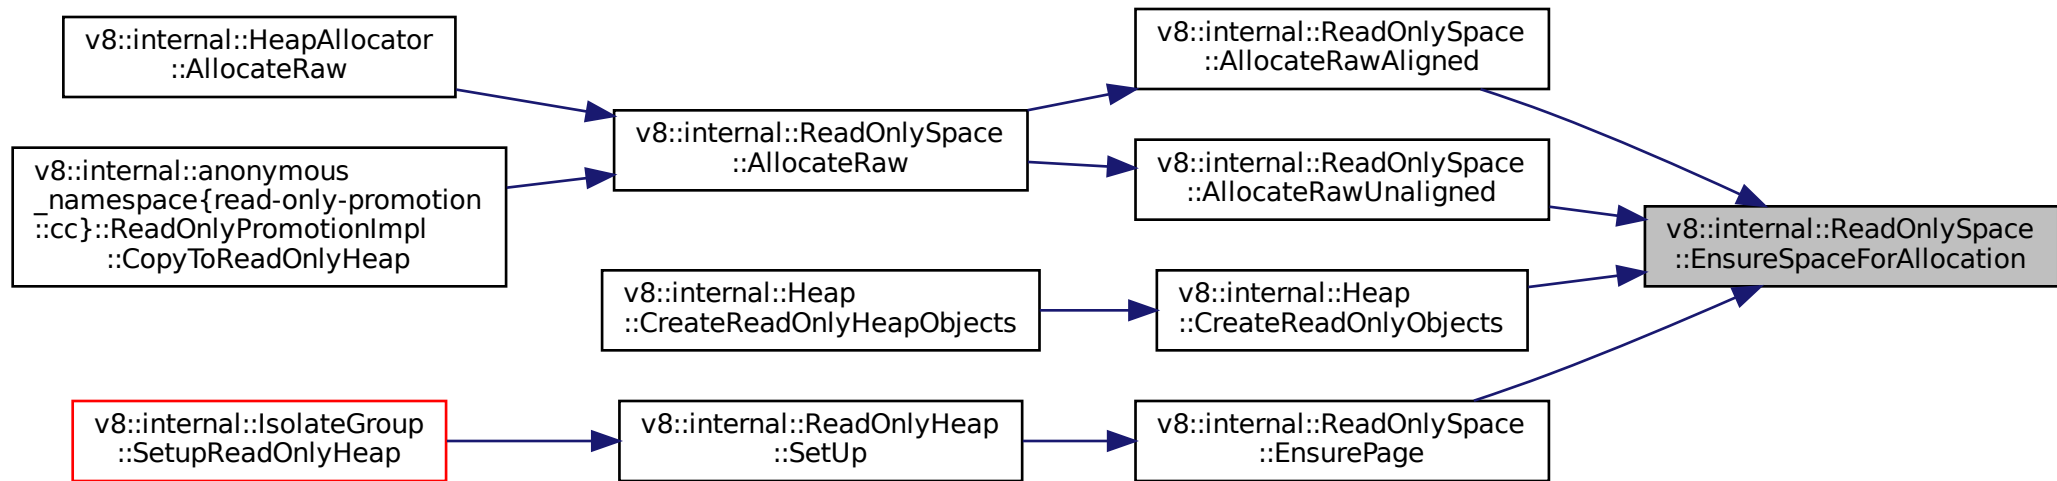 v8::internal::HeapAllocator
::AllocateRaw
v8::internal::anonymous
_namespace{read-only-promotion
::cc}::ReadOnlyPromotionImpl
::CopyToReadOnlyHeap
v8::internal::ReadOnlySpace
::AllocateRaw
v8::internal::ReadOnlySpace
::AllocateRawAligned
v8::internal::ReadOnlySpace
::AllocateRawUnaligned
v8::internal::ReadOnlySpace
::EnsureSpaceForAllocation
v8::internal::Heap
::CreateReadOnlyHeapObjects
v8::internal::Heap
::CreateReadOnlyObjects
v8::internal::IsolateGroup
::SetupReadOnlyHeap
v8::internal::ReadOnlyHeap
::SetUp
v8::internal::ReadOnlySpace
::EnsurePage